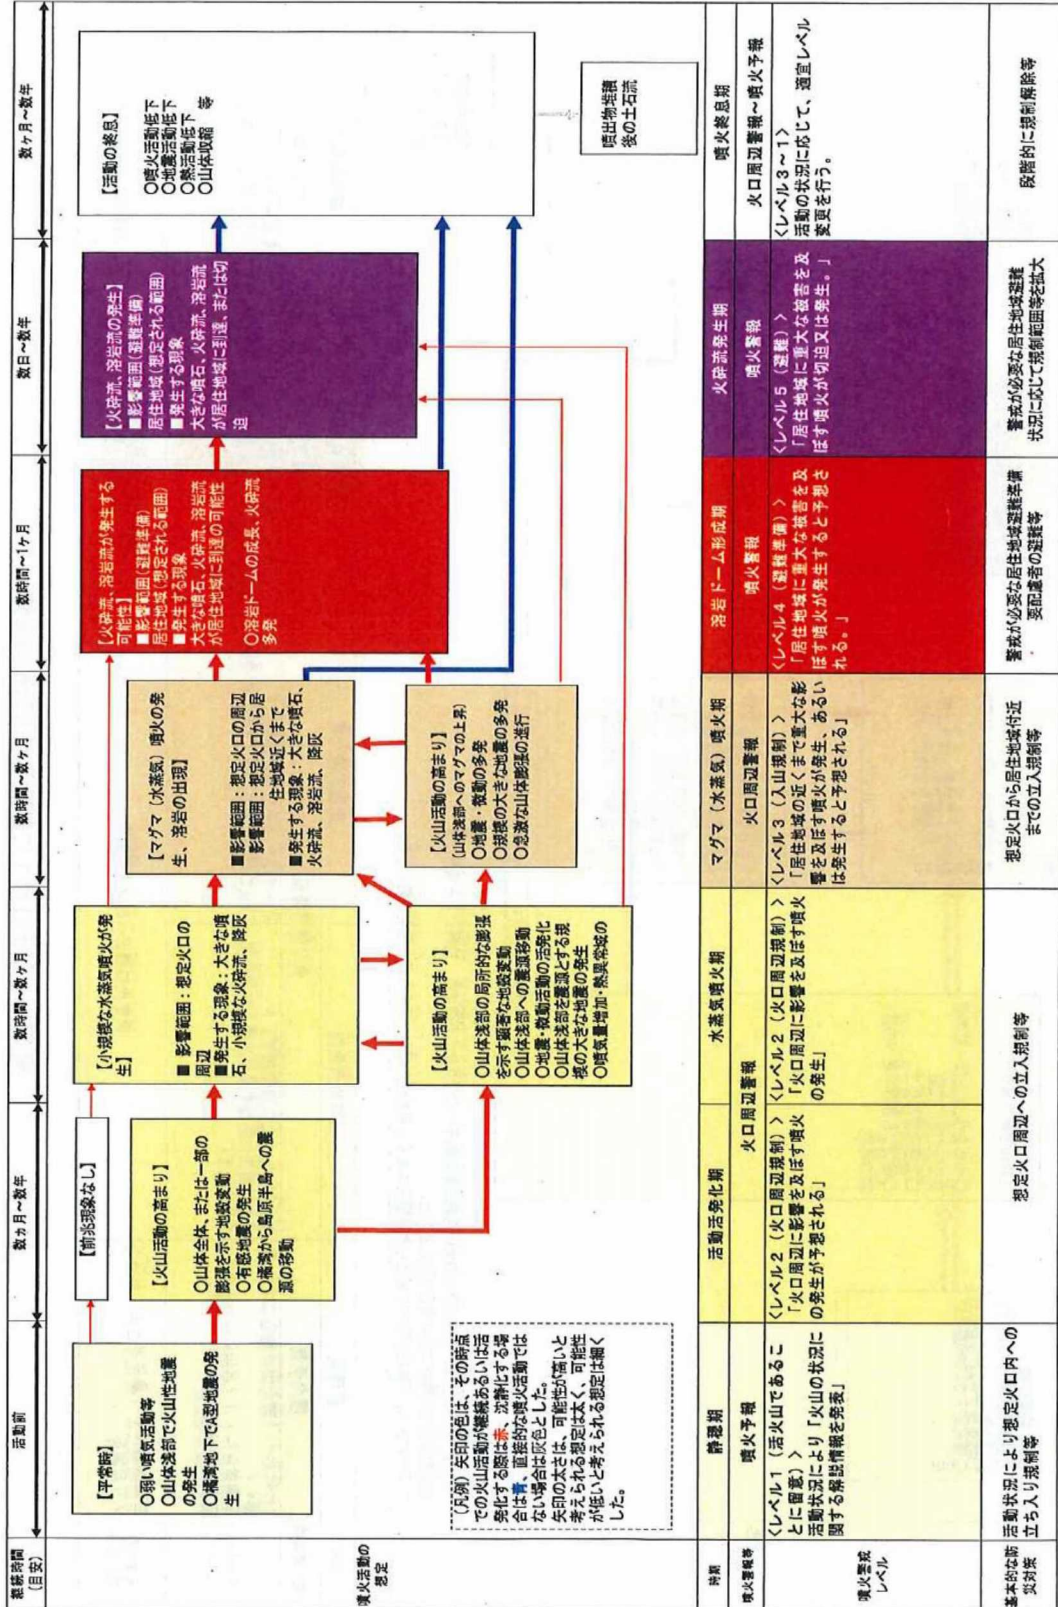 継続時間
(目安)
活動前
数カ月～数年
数時間～数ヶ月
数時間～数ヶ月
数時間～1ヶ月
数日～数年
数ヶ月～数年
噴火活動の
想定
【平常時】
○弱い噴気活動等
○山体浅部で火山性地震
の発生
○橘湾地下でA型地震の発
生
（凡例）矢印の色は、その時点
での火山活動が継続あるいは活
発化する際は赤、沈静化する場
合は青、直接的な噴火活動では
ない場合は灰色とした。
矢印の太さは、可能性が高いと
考えられる想定は太く、可能性
が低いと考えられる想定は細く
した。
【前兆現象なし】
【火山活動の高まり】
○山体全体、または一部の
膨張を示す地殻変動
○有感地震の発生
○橘湾から島原半島への震
源の移動
【小規模な水蒸気噴火が発
生】
■影響範囲：想定火口の
周辺
■発生する現象：大きな噴
石、小規模な火砕流、降灰
【火山活動の高まり】
○山体浅部の局所的な膨張
を示す顕著な地殻変動
○山体浅部への震源移動
○地震・微動活動の活発化
○山体浅部を震源とする規
模の大きな地震の発生
○噴気量増加・熱異常域の
【マグマ（水蒸気）噴火の発
生、溶岩の出現】
■影響範囲：想定火口の周辺
影響範囲：想定火口から居
住地域近くまで
■発生する現象：大きな噴石、
火砕流、溶岩流、降灰
【火山活動の高まり】
（山体浅部へのマグマの上昇）
○地震・微動の多発
○規模の大きな地震の多発
○急激な山体膨張の進行
【火砕流、溶岩流が発生する
可能性】
■影響範囲(避難準備)
居住地域(想定される範囲)
■発生する現象
大きな噴石、火砕流、溶岩流
が居住地域に到達の可能性
○溶岩ドームの成長、火砕流
多発
【火砕流、溶岩流の発生】
■影響範囲(避難準備)
居住地域(想定される範囲)
■発生する現象
大きな噴石、火砕流、溶岩流
が居住地域に到達、または切
迫
【活動の終息】
○噴火活動低下
○地震活動低下
○熱活動低下
○山体収縮　等
噴出物堆積
後の土石流
時期
静穏期
活動活発化期
水蒸気噴火期
マグマ（水蒸気）噴火期
溶岩ドーム形成期
火砕流発生期
噴火終息期
噴火警報等
噴火予報
火口周辺警報
火口周辺警報
噴火警報
噴火警報
火口周辺警報～噴火予報
噴火警戒
レベル
＜レベル1（活火山であるこ
とに留意）＞
活動状況により「火山の状況に
関する解説情報を発表」
＜レベル2（火口周辺規制）＞
「火口周辺に影響を及ぼす噴火
の発生が予想される」
＜レベル2（火口周辺規制）＞
「火口周辺に影響を及ぼす噴火
の発生」
＜レベル3（入山規制）＞
「居住地域の近くまで重大な影
響を及ぼす噴火が発生、あるい
は発生すると予想される」
＜レベル4（避難準備）＞
「居住地域に重大な被害を及
ぼす噴火が発生すると予想さ
れる。」
＜レベル5（避難）＞
「居住地域に重大な被害を及
ぼす噴火が切迫又は発生。」
＜レベル3～1＞
活動の状況に応じて、適宜レベル
変更を行う。
基本的な防
災対策
活動状況により想定火口内への
立ち入り規制等
想定火口周辺への立入規制等
想定火口から居住地域付近
までの立入規制等
警戒が必要な居住地域避難準備
要配慮者の避難等
警戒が必要な居住地域避難
状況に応じて規制範囲等を拡大
段階的に規制解除等